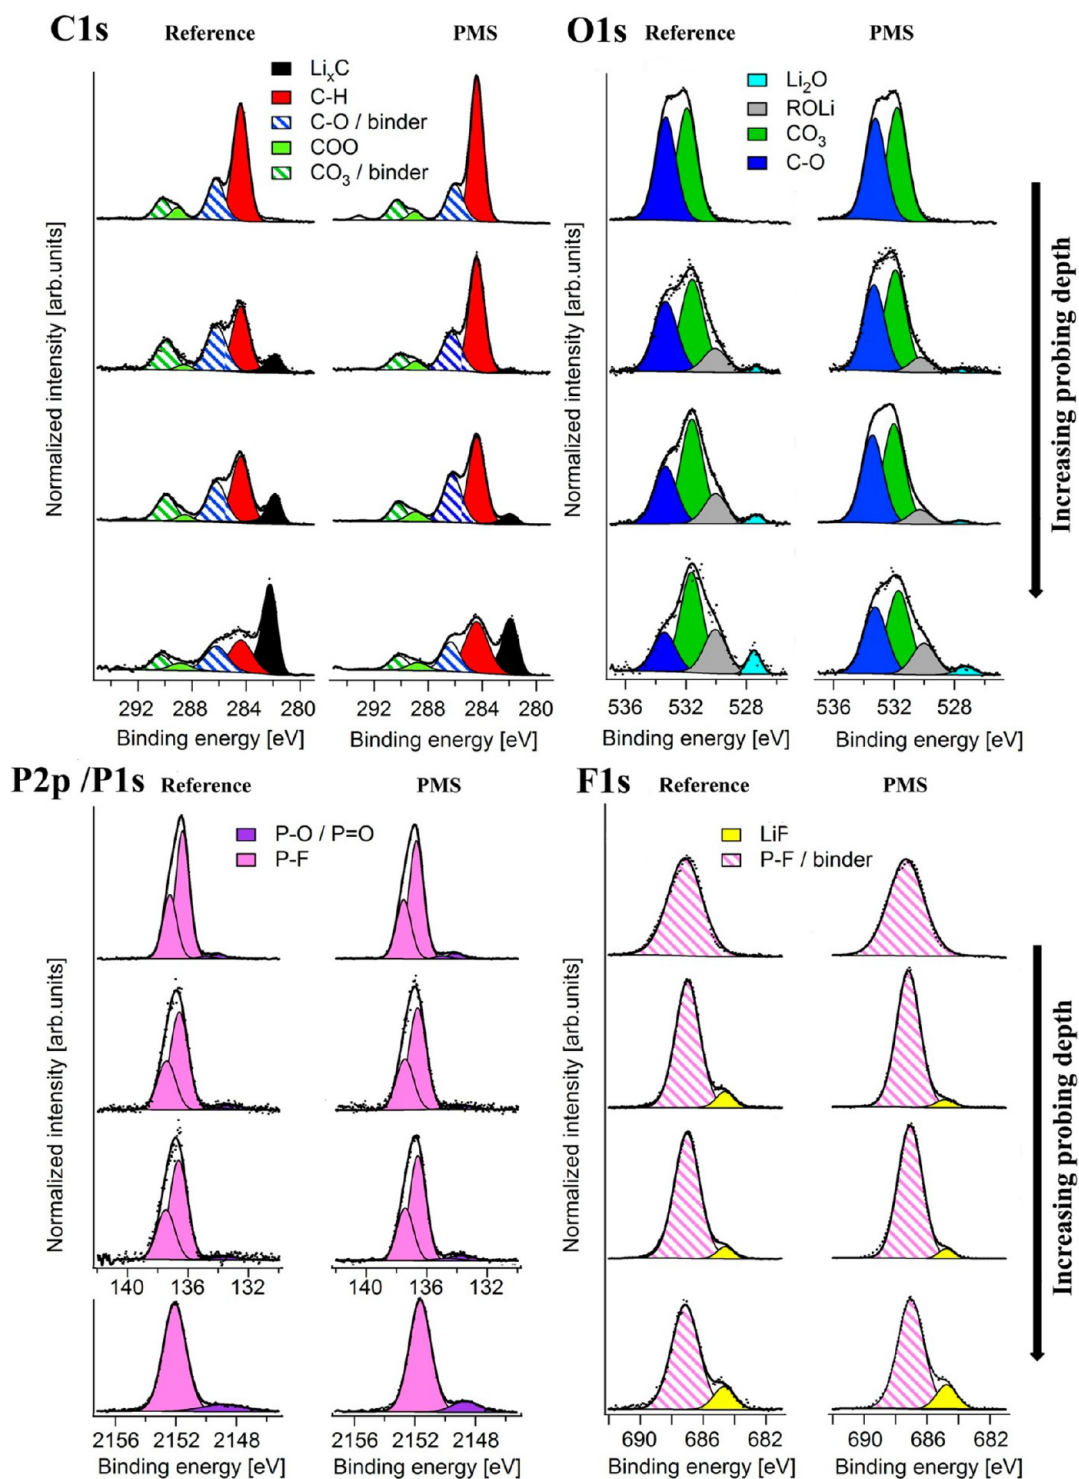 C1s
Reference
PMS
LiₓC
C-H
C-O / binder
COO
CO₃ / binder
Normalized intensity [arb.units]
292
288
284
280
292
288
284
280
Binding energy [eV]
Binding energy [eV]
O1s
Reference
PMS
Li₂O
ROLi
CO₃
C-O
Normalized intensity [arb.units]
536
532
528
536
532
528
Binding energy [eV]
Binding energy [eV]
Increasing probing depth
P2p /P1s
Reference
PMS
P-O / P=O
P-F
Normalized intensity [arb.units]
140
136
132
140
136
132
2156
2152
2148
2156
2152
2148
Binding energy [eV]
Binding energy [eV]
F1s
Reference
PMS
LiF
P-F / binder
Normalized intensity [arb.units]
690
686
682
690
686
682
Binding energy [eV]
Binding energy [eV]
Increasing probing depth